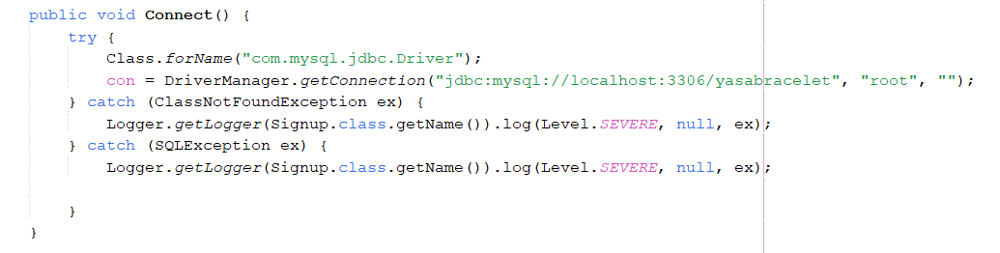 public void Connect() {
try {
Class.forName("com.mysql.jdbc.Driver");
con = DriverManager.getConnection("jdbc:mysql://localhost:3306/yasabracelet", "root", "");
} catch (ClassNotFoundException ex) {
Logger.getLogger(Signup.class.getName()).log(Level.SEVERE, null, ex);
} catch (SQLException ex) {
Logger.getLogger(Signup.class.getName()).log(Level.SEVERE, null, ex);
}
}